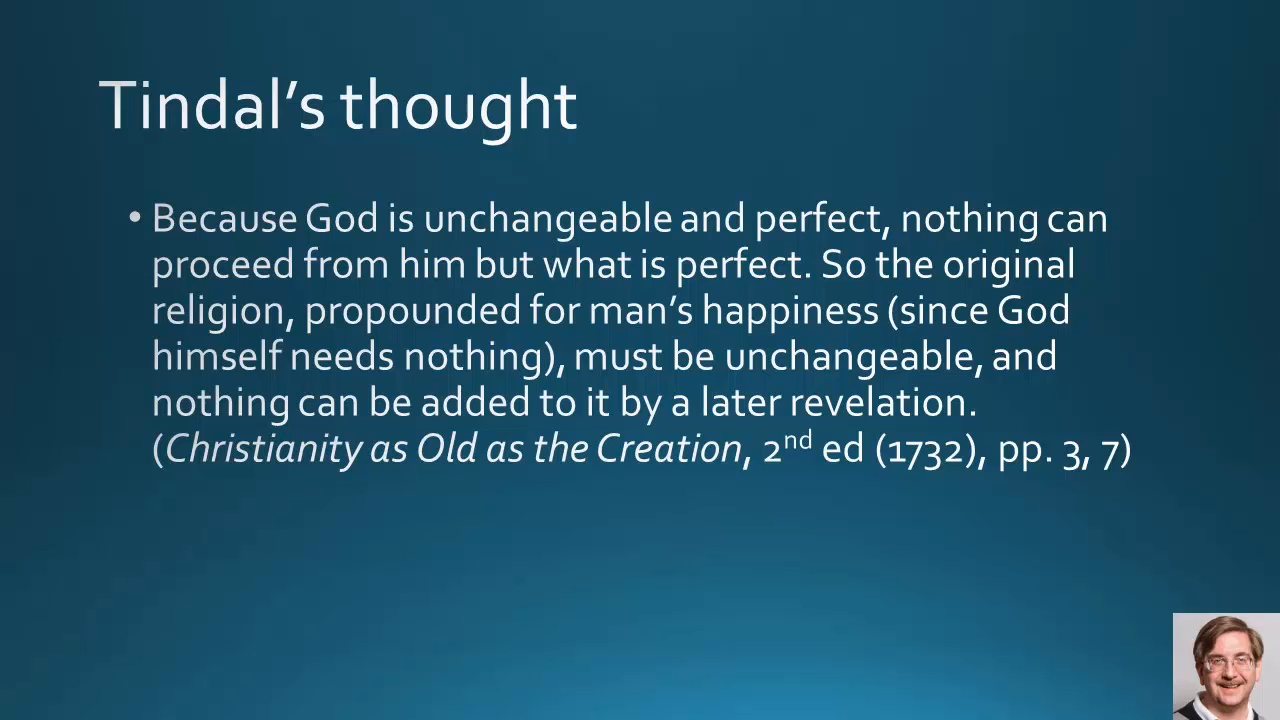 Tindal’s thought
• Because God is unchangeable and perfect, nothing can
proceed from him but what is perfect. So the original
religion, propounded for man’s happiness (since God
himself needs nothing), must be unchangeable, and
nothing can be added to it by a later revelation.
(Christianity as Old as the Creation, 2nd ed (1732), pp. 3, 7)